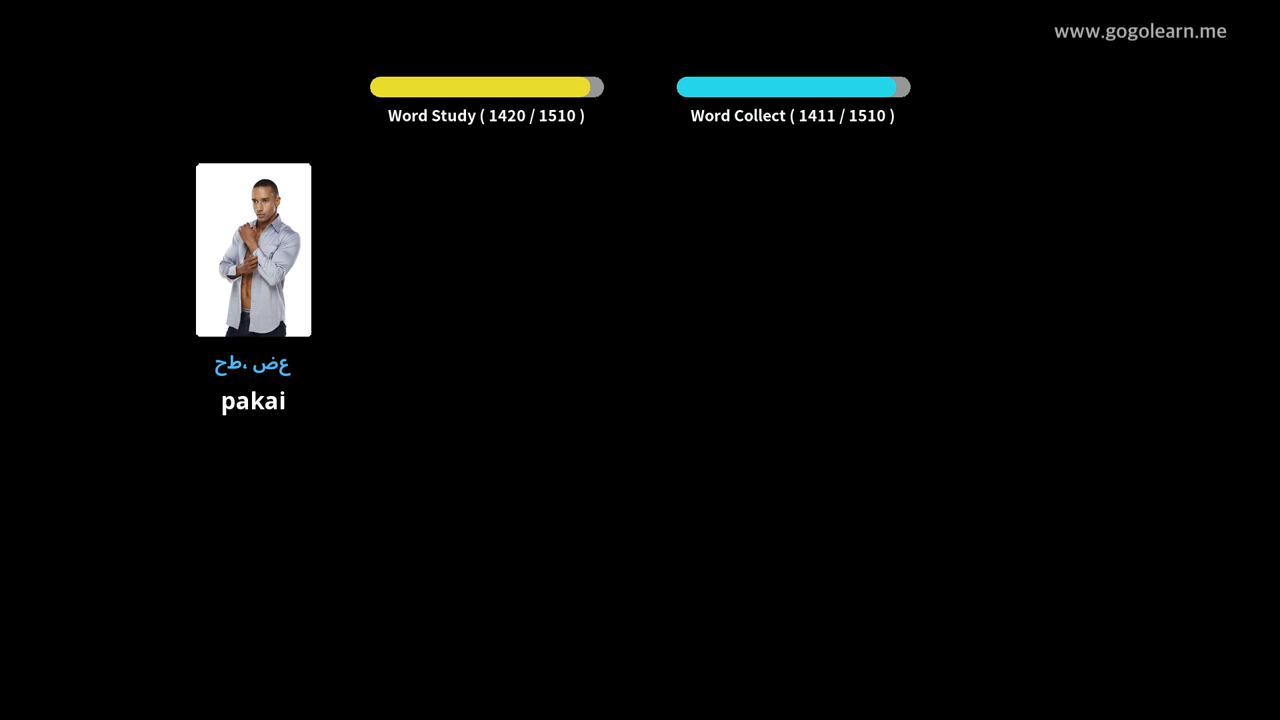 www.gogolearn.me
Word Study ( 1420 / 1510 )
Word Collect ( 1411 / 1510 )
عض ،طح
pakai